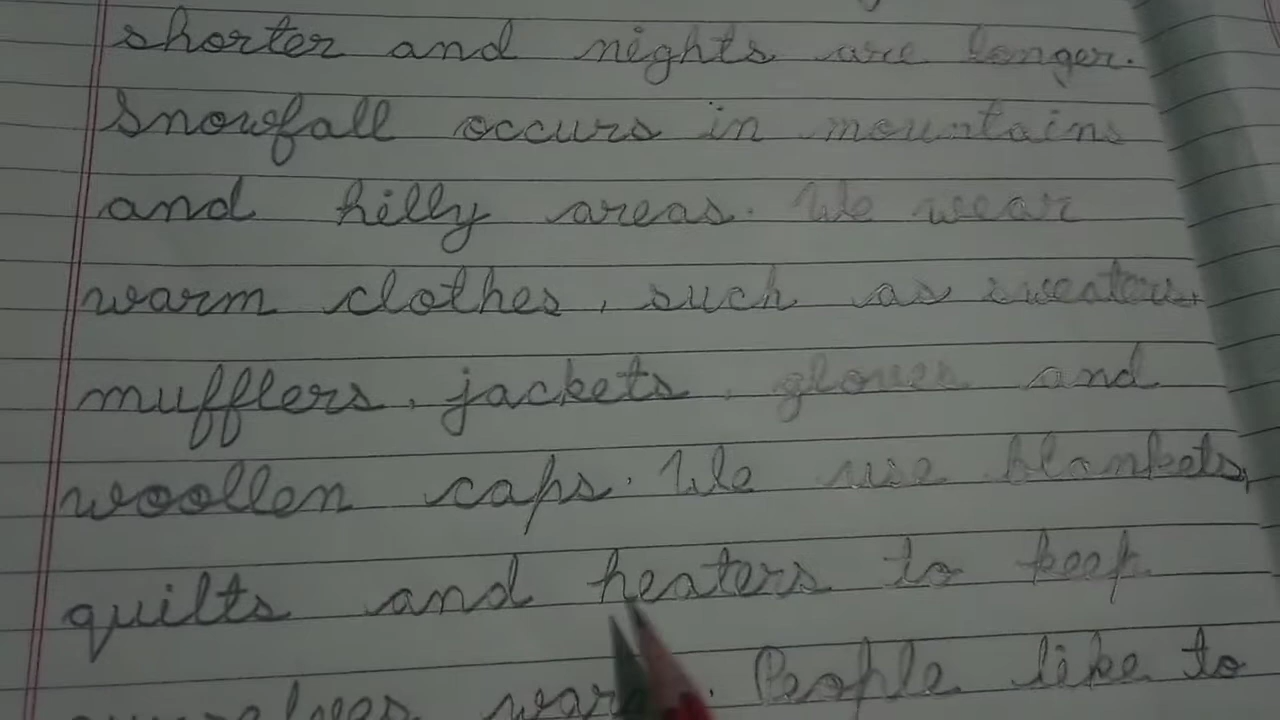 shorter and nights are longer.
Snowfall occurs in mountains
and hilly areas. We wear
warm clothes, such as sweaters,
mufflers, jackets, gloves and
woollen caps. We use blankets,
quilts and heaters to keep
People like to